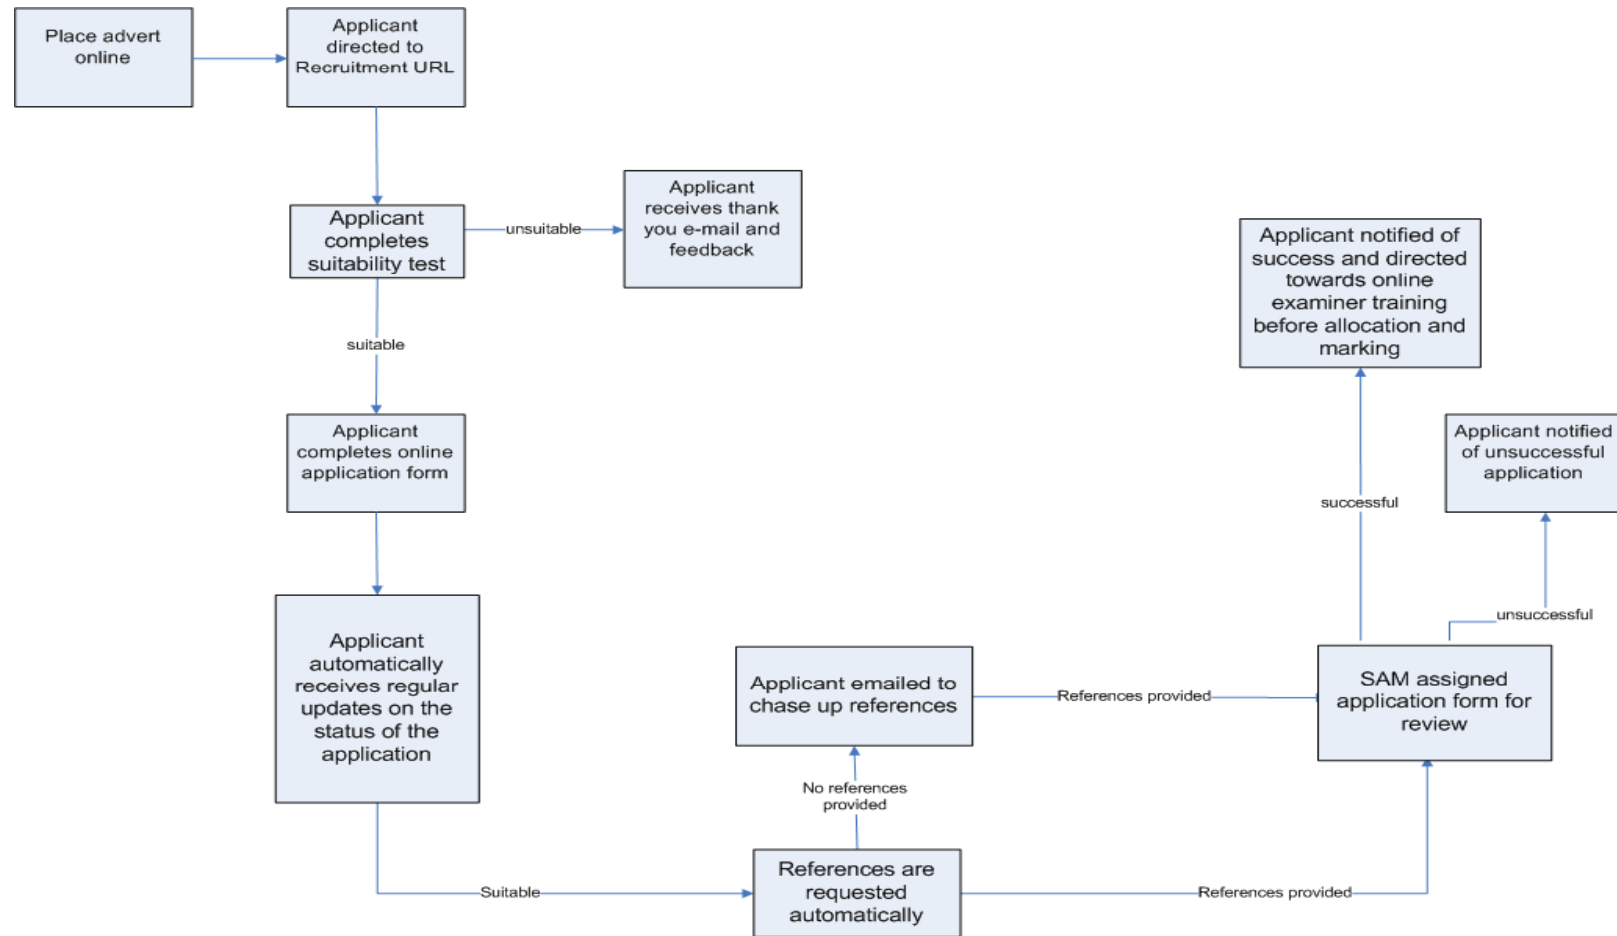 Place advert
online
Applicant
directed to
Recruitment URL
Applicant
completes
suitability test
unsuitable
Applicant
receives thank
you e-mail and
feedback
suitable
Applicant
completes online
application form
Applicant
automatically
receives regular
updates on the
status of the
application
Suitable
References are
requested
automatically
No references
provided
Applicant emailed to
chase up references
References provided
References provided
SAM assigned
application form for
review
successful
unsuccessful
Applicant notified of
success and directed
towards online
examiner training
before allocation and
marking
Applicant notified
of unsuccessful
application